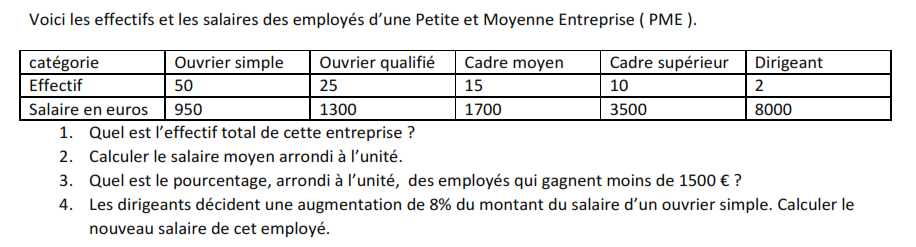 Voici les effectifs et les salaires des employés d’une Petite et Moyenne Entreprise ( PME ).
catégorie Ouvrier simple Ouvrier qualifié Cadre moyen Cadre supérieur Dirigeant
Effectif 50 25 15 10 2
Salaire en euros 950 1300 1700 3500 8000
1. Quel est l’effectif total de cette entreprise ?
2. Calculer le salaire moyen arrondi à l’unité.
3. Quel est le pourcentage, arrondi à l’unité, des employés qui gagnent moins de 1500 € ?
4. Les dirigeants décident une augmentation de 8% du montant du salaire d’un ouvrier simple. Calculer le
nouveau salaire de cet employé.